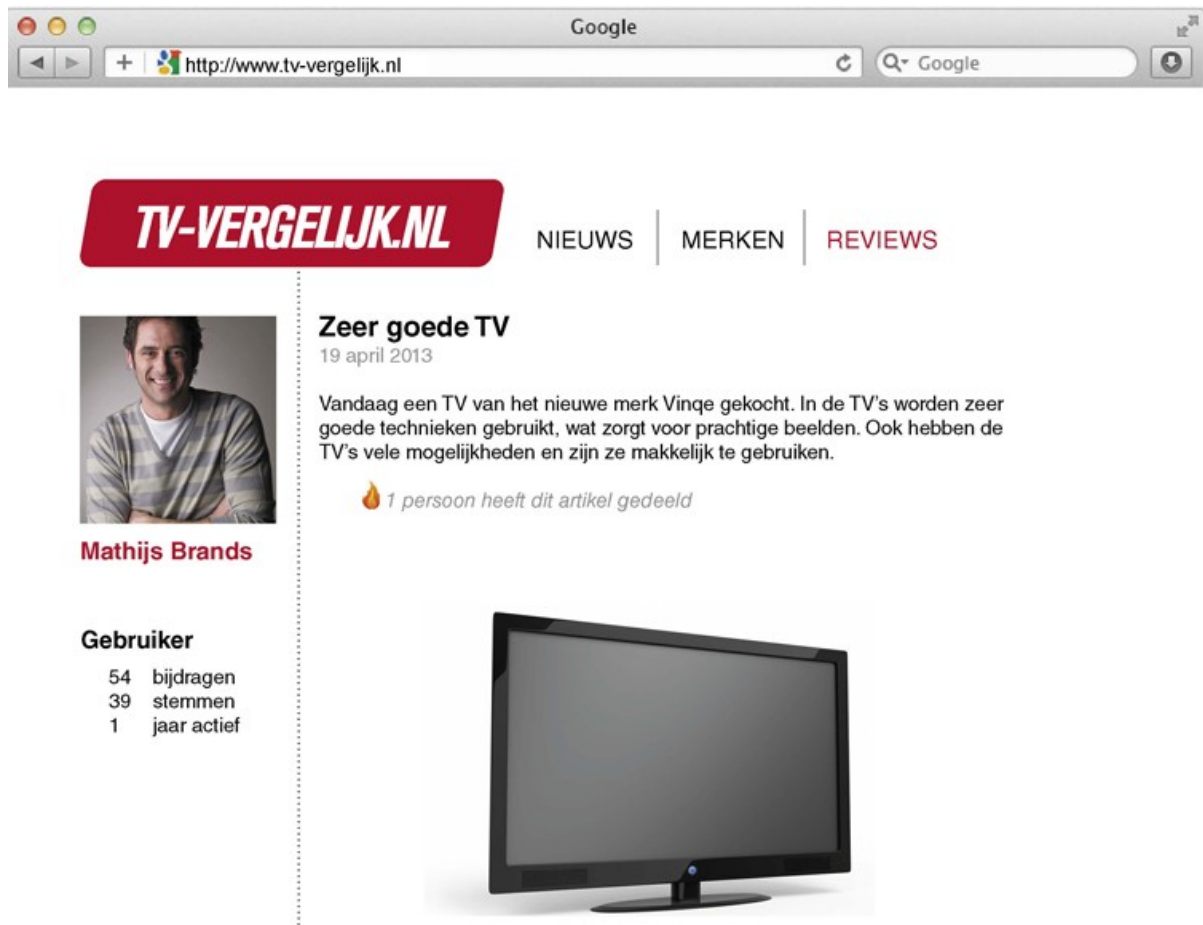 Google
http://www.tv-vergelijk.nl
Google
TV-VERGELIJK.NL
NIEUWS
MERKEN
REVIEWS
Mathijs Brands
Gebruiker
54 bijdragen
39 stemmen
1 jaar actief
Zeer goede TV
19 april 2013
Vandaag een TV van het nieuwe merk Vinqe gekocht. In de TV's worden zeer
goede technieken gebruikt, wat zorgt voor prachtige beelden. Ook hebben de
TV's vele mogelijkheden en zijn ze makkelijk te gebruiken.
1 persoon heeft dit artikel gedeeld